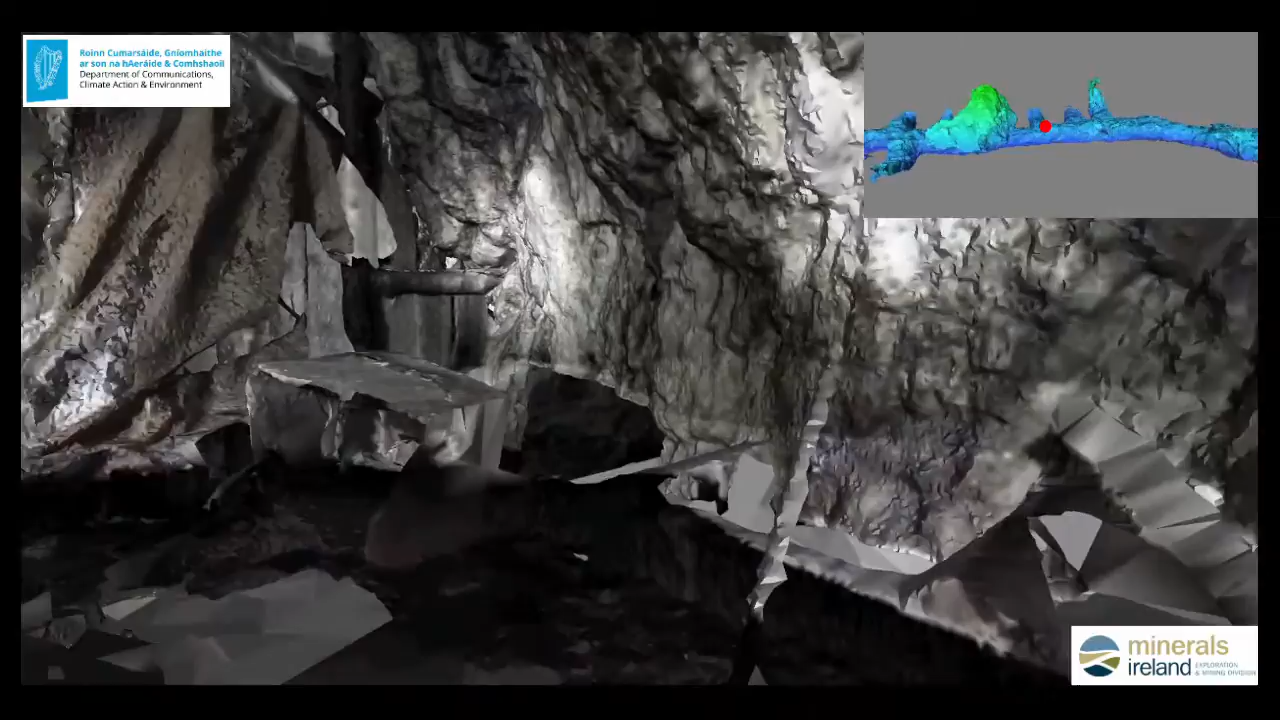 Roinn Cumarsáide, Gníomhaithe
ar son na hAeráide & Comhshaoil
Department of Communications,
Climate Action & Environment
minerals
ireland
EXPLORATION
& MINING DIVISION